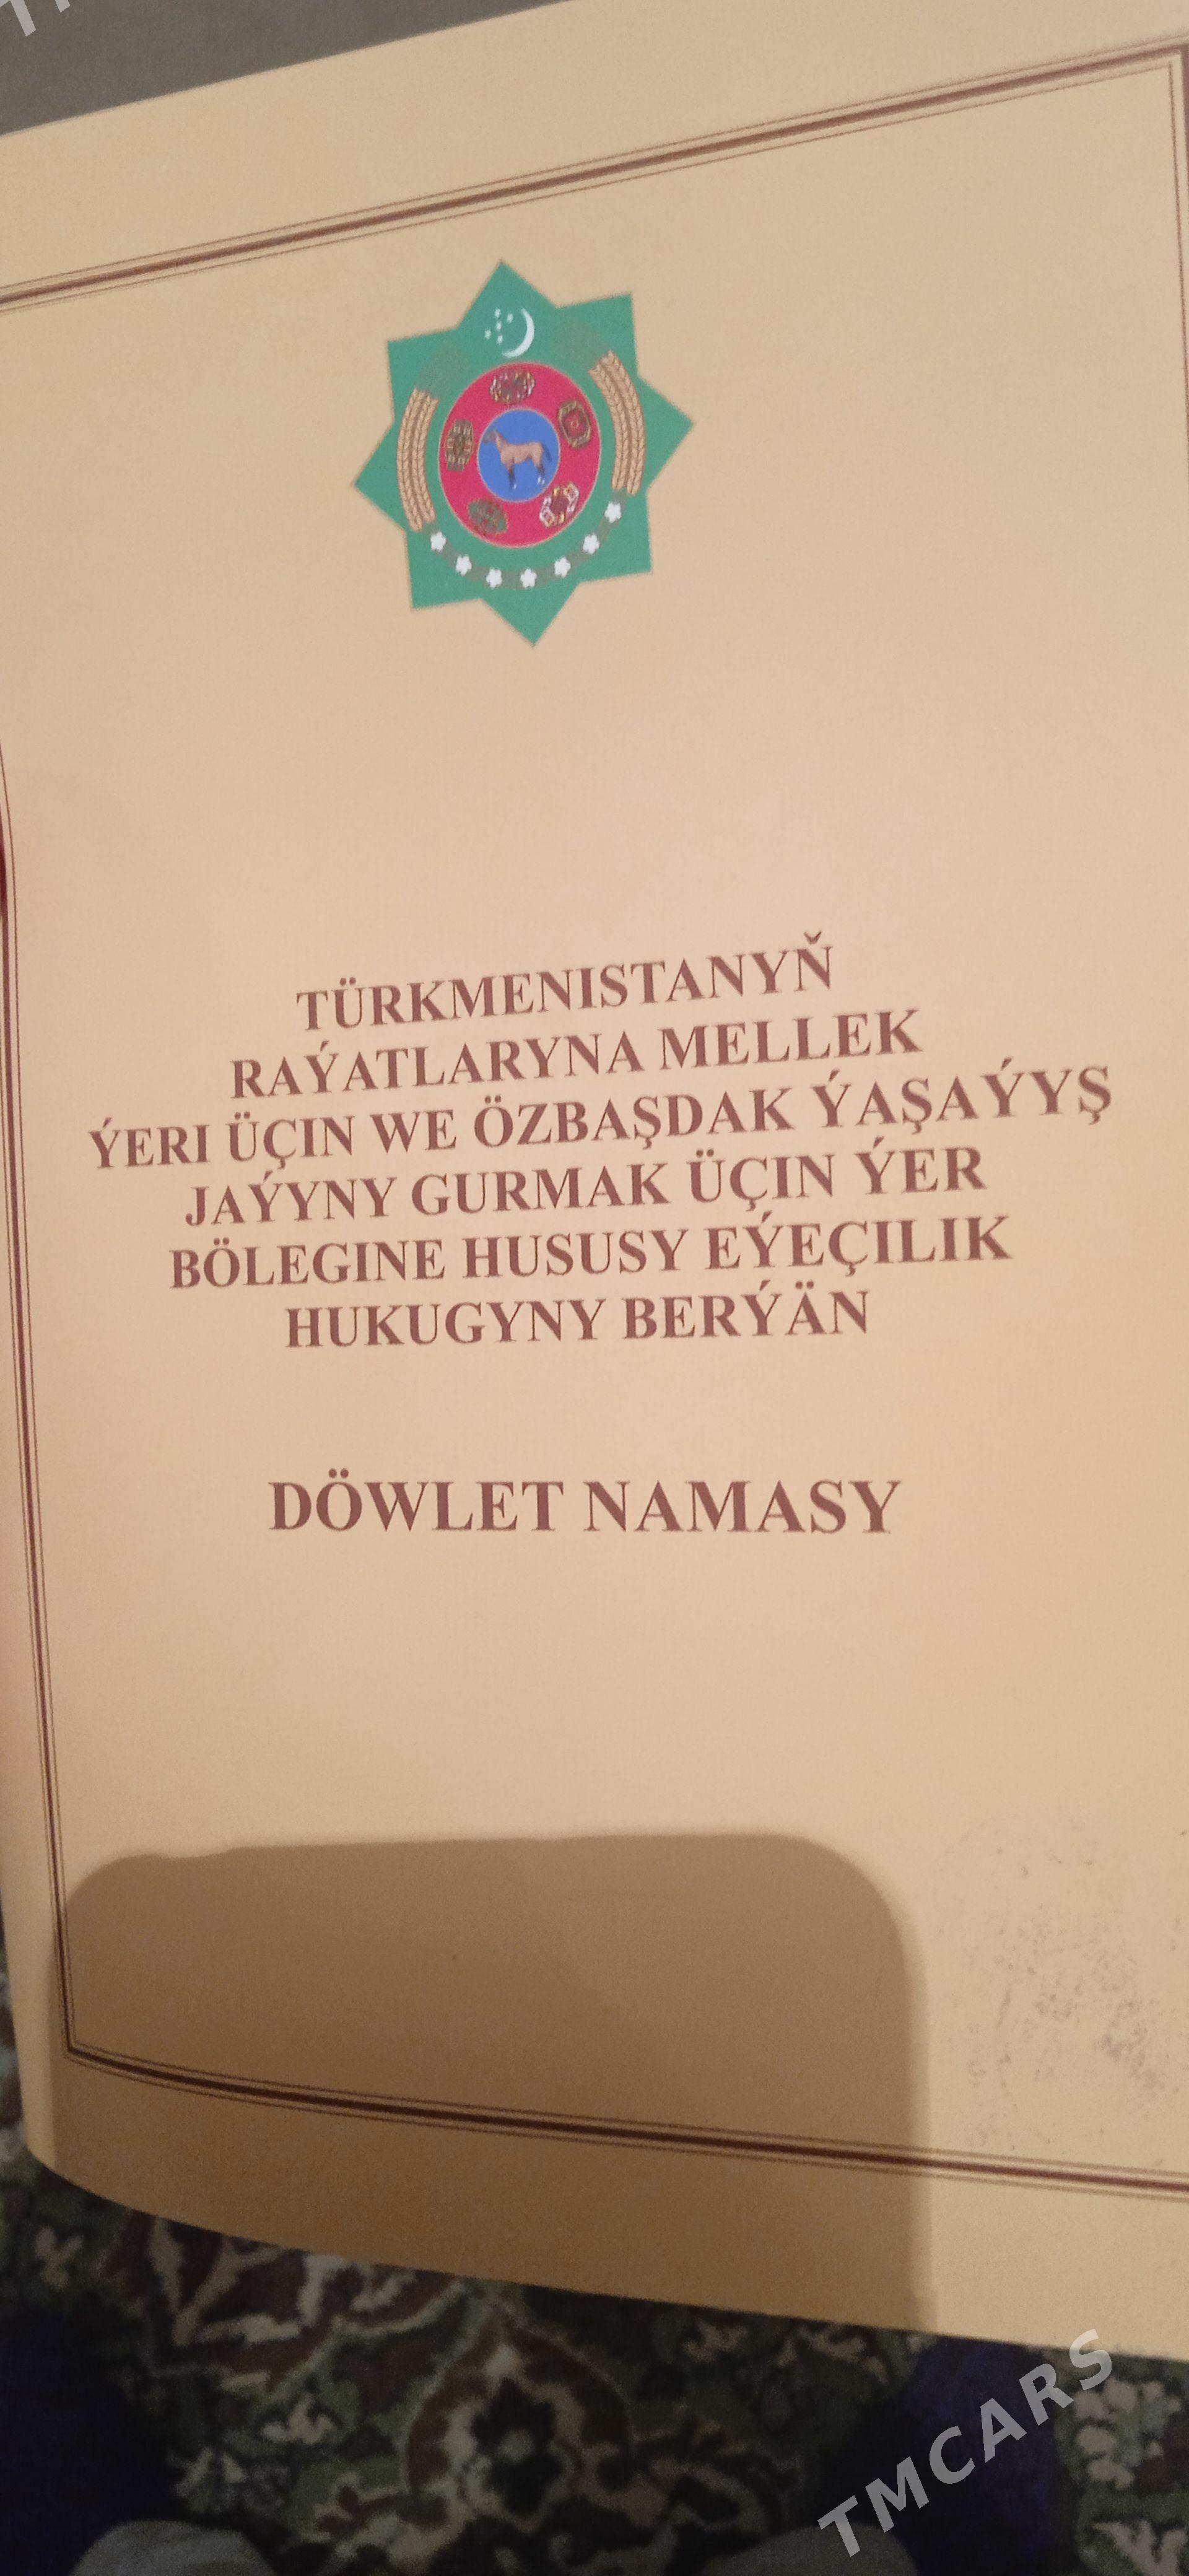 TÜRKMENISTANYŇ
RAÝATLARYNA MELLEK
ÝERI ÜÇIN WE ÖZBAŞDAK ÝAŞAÝYŞ
JAÝYNY GURMAK ÜÇIN ÝER
BÖLEGINE HUSUSY EÝEÇILIK
HUKUGYNY BERÝÄN
DÖWLET NAMASY
TMCARS